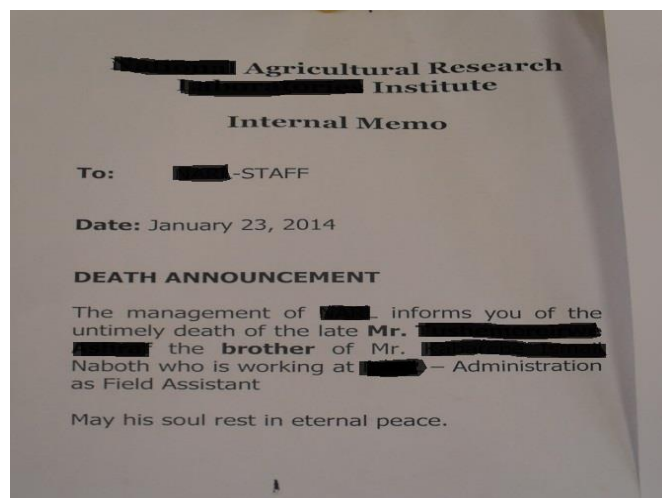 Agricultural Research
Institute
Internal Memo
To: -STAFF
Date: January 23, 2014
DEATH ANNOUNCEMENT
The management of informs you of the
untimely death of the late Mr.
the brother of Mr.
Naboth who is working at – Administration
as Field Assistant
May his soul rest in eternal peace.